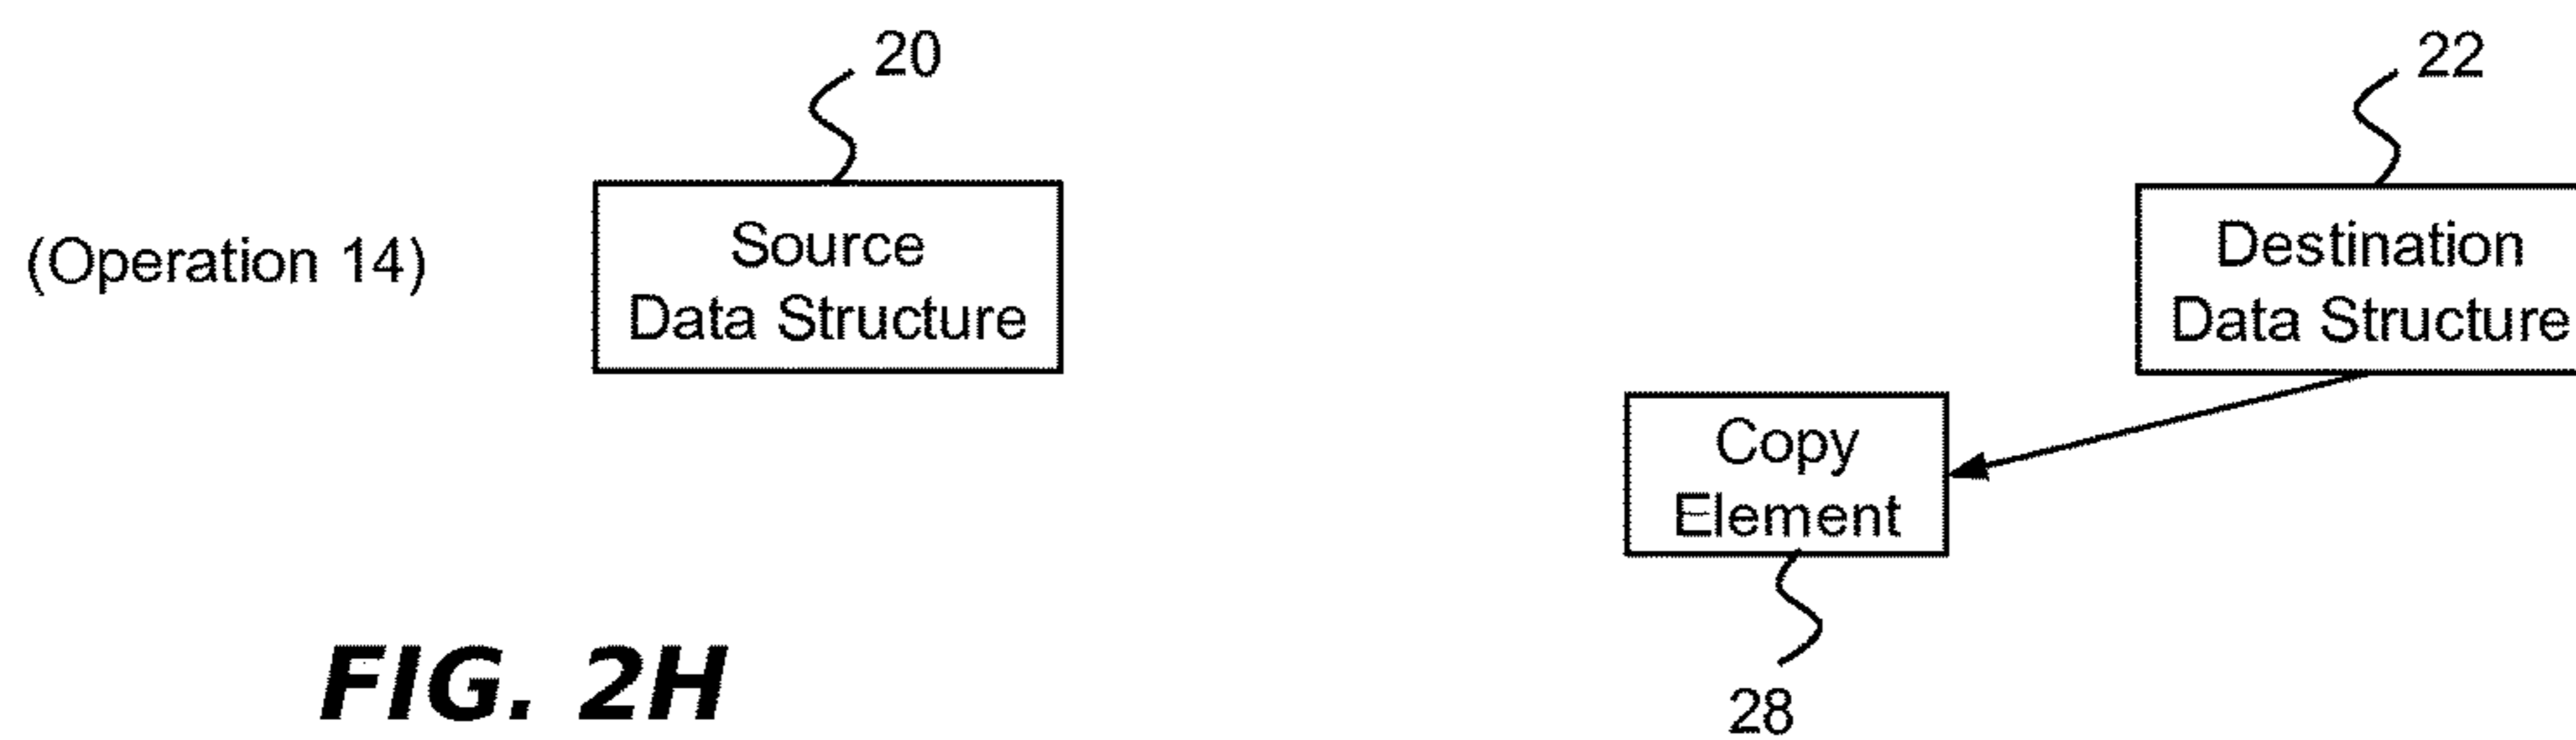 20
22
(Operation 14)
Source
Data Structure
Destination
Data Structure
Copy
Element
28
FIG. 2H